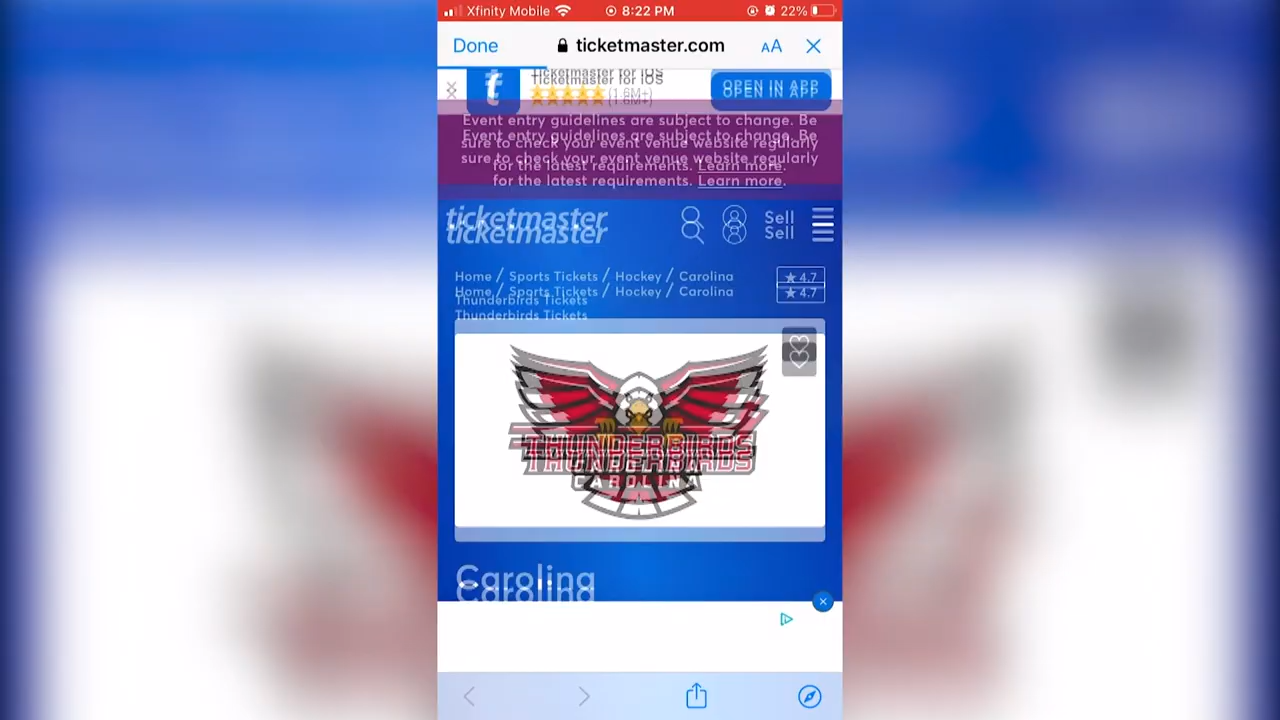 Xfinity Mobile 8:22 PM 22%
Done ticketmaster.com AA
Ticketmaster for iOS
(1.6M+)
OPEN IN APP
Event entry guidelines are subject to change. Be
sure to check your event venue website regularly
for the latest requirements. Learn more.
ticketmaster Sell
Home / Sports Tickets / Hockey / Carolina
Thunderbirds Tickets
★ 4.7
THUNDERBIRDS
CAROLINA
Carolina